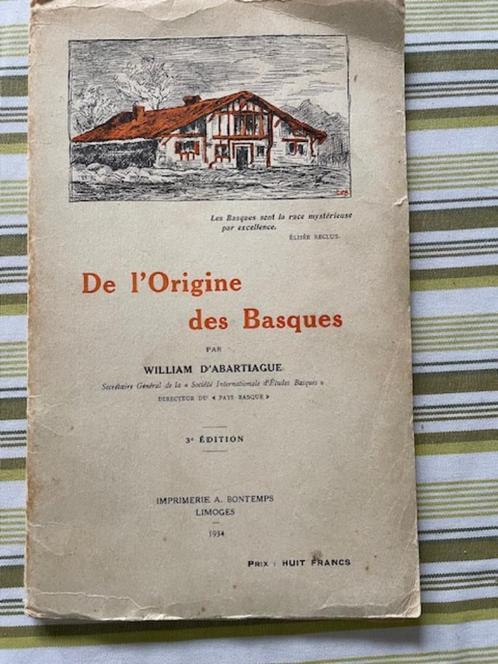 Les Basques sont la race mystérieuse
par excellence.
ÉLISÉE RECLUS.
De l'Origine
des Basques
PAR
WILLIAM D'ABARTIAGUE
Secrétaire Général de la « Société Internationale d'Études Basques »
DIRECTEUR DU « PAYS BASQUE »
3e ÉDITION
IMPRIMERIE A. BONTEMPS
LIMOGES
1934
PRIX : HUIT FRANCS